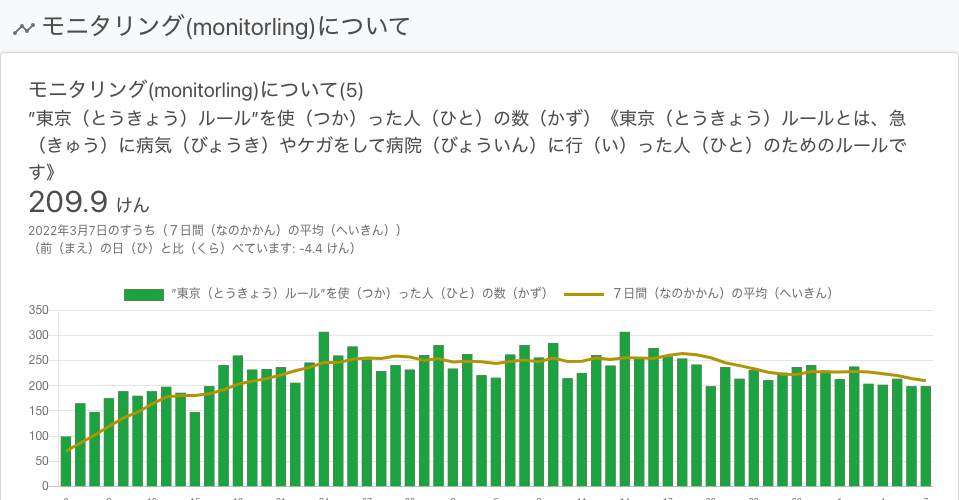 モニタリング(monitorling)について
モニタリング(monitorling)について(5)
”東京（とうきょう）ルール”を使（つか）った人（ひと）の数（かず）《東京（とうきょう）ルールとは、急
（きゅう）に病気（びょうき）やケガをして病院（びょういん）に行（い）った人（ひと）のためのルールで
す》
209.9 けん
2022年3月7日のすうち（７日間（なのかかん）の平均（へいきん））
（前（まえ）の日（ひ）と比（くら）べています: -4.4 けん）
”東京（とうきょう）ルール”を使（つか）った人（ひと）の数（かず） ７日間（なのかかん）の平均（へいきん）
350
300
250
200
150
100
50
0